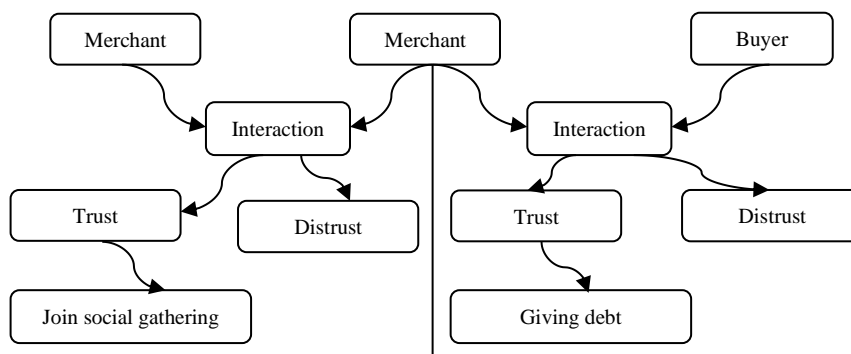 Merchant
Merchant
Buyer
Interaction
Interaction
Trust
Distrust
Trust
Distrust
Join social gathering
Giving debt